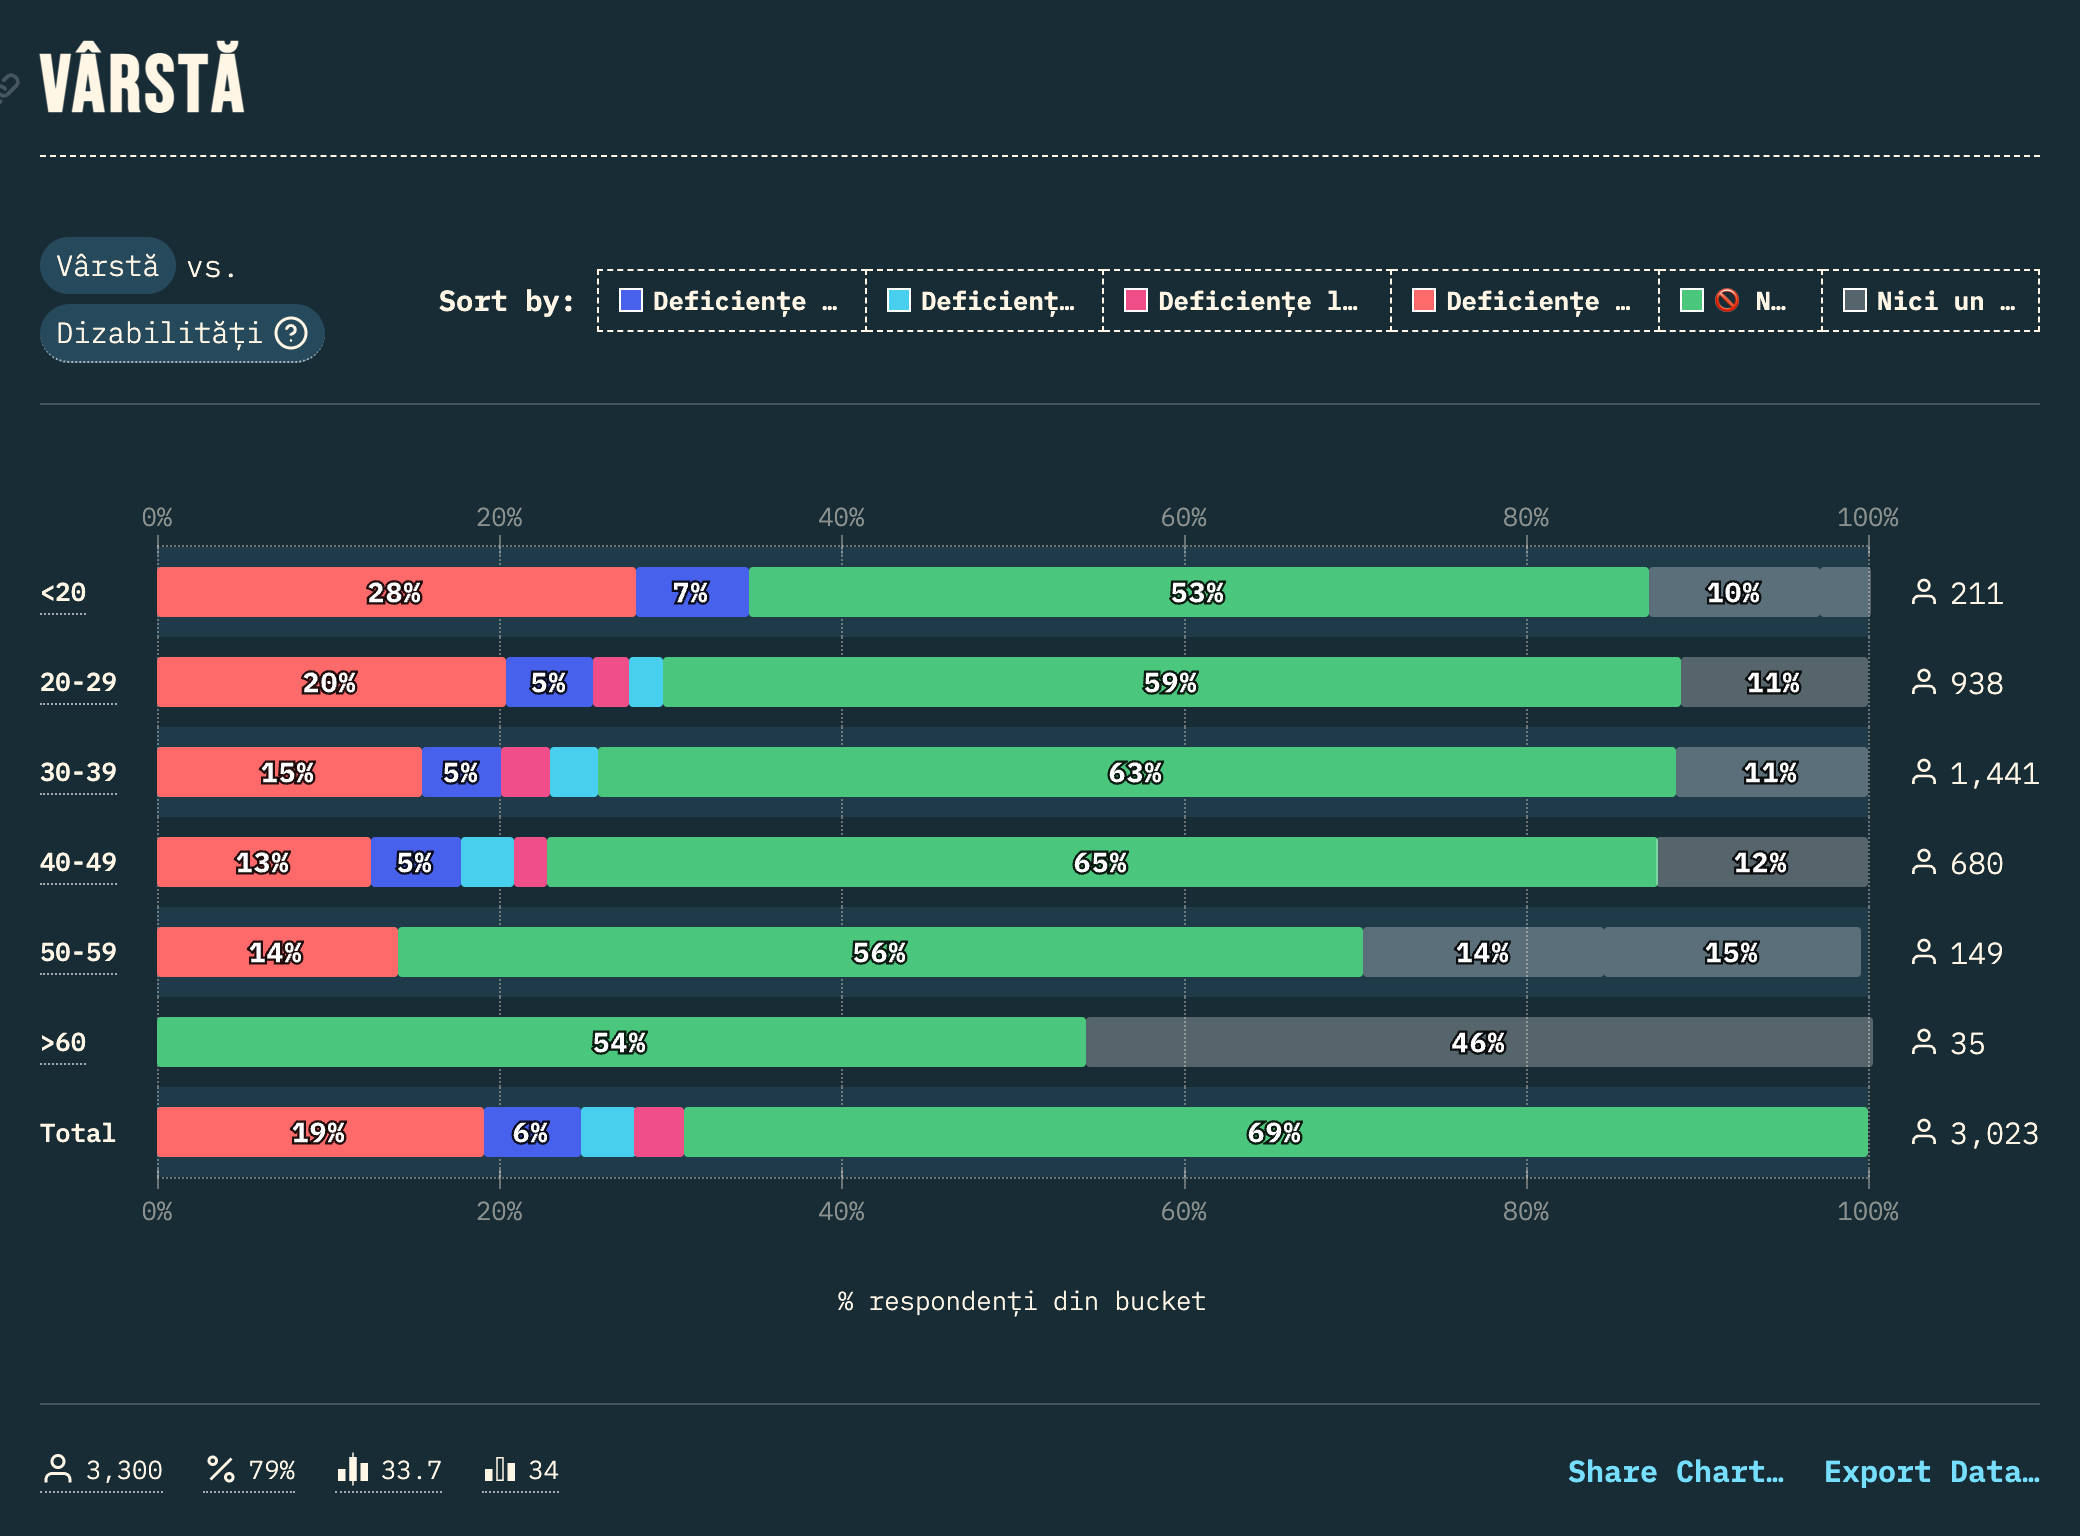 VÂRSTĂ
Vârstă vs.
Dizabilități
Sort by: Deficiențe … Deficienț… Deficiențe l… Deficiențe … N… Nici un …
0% 20% 40% 60% 80% 100%
<20 28% 7% 53% 10% 211
20-29 20% 5% 59% 11% 938
30-39 15% 5% 63% 11% 1,441
40-49 13% 5% 65% 12% 680
50-59 14% 56% 14% 15% 149
>60 54% 46% 35
Total 19% 6% 69% 3,023
0% 20% 40% 60% 80% 100%
% respondenți din bucket
3,300 79% 33.7 34 Share Chart… Export Data…